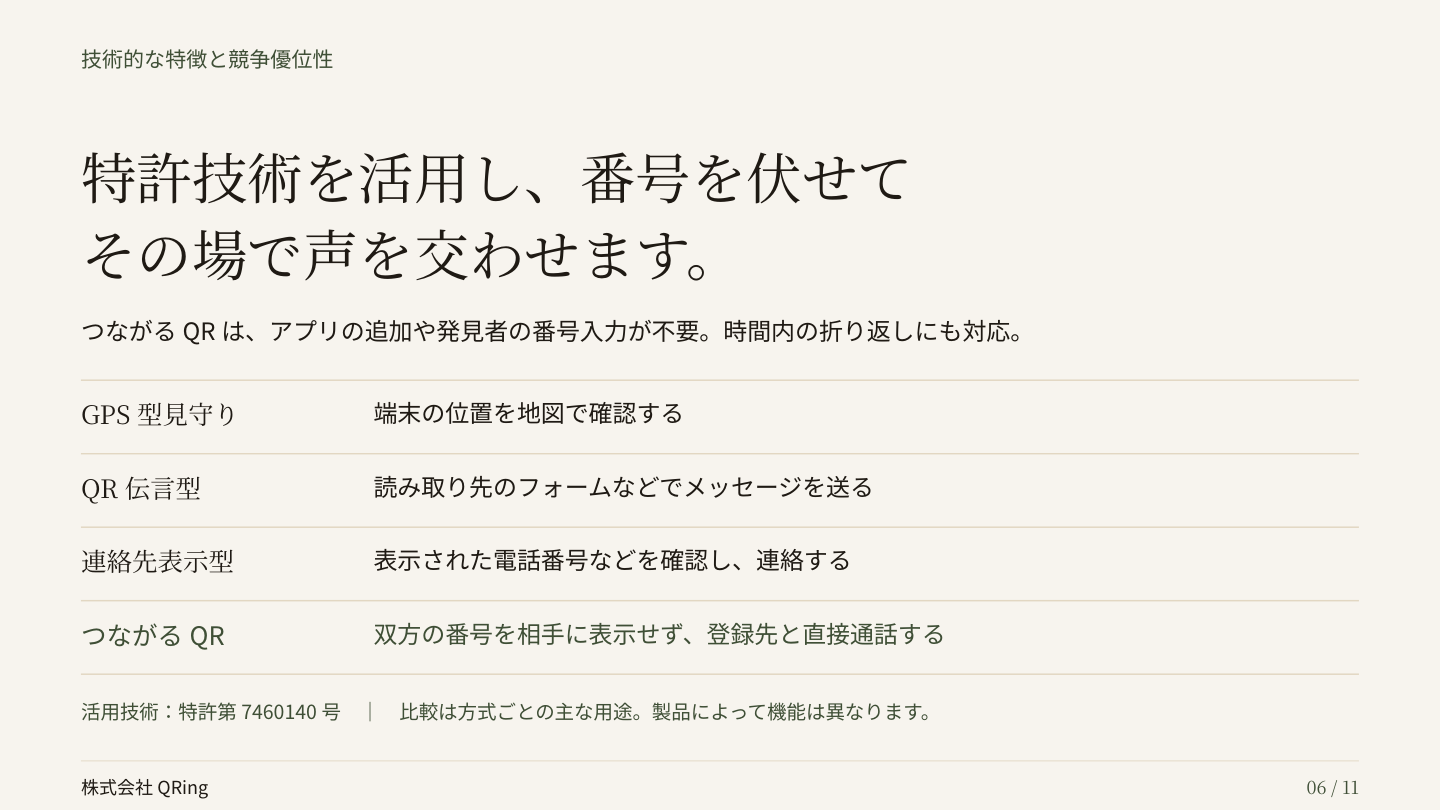 技術的な特徴と競争優位性
特許技術を活用し、番号を伏せて
その場で声を交わせます。
つながる QR は、アプリの追加や発見者の番号入力が不要。時間内の折り返しにも対応。
GPS 型見守り 端末の位置を地図で確認する
QR 伝言型 読み取り先のフォームなどでメッセージを送る
連絡先表示型 表示された電話番号などを確認し、連絡する
つながる QR 双方の番号を相手に表示せず、登録先と直接通話する
活用技術：特許第 7460140 号 ｜ 比較は方式ごとの主な用途。製品によって機能は異なります。
株式会社 QRing 06 / 11